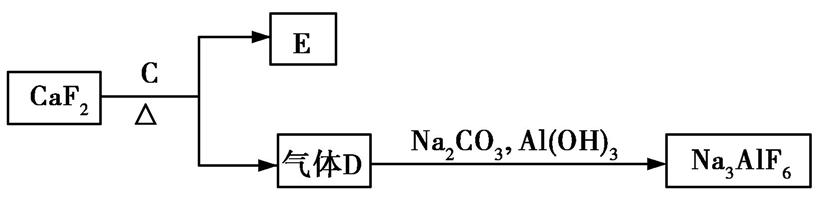 E
C
CaF₂
△
气体D
Na₂CO₃,Al(OH)₃
Na₃AlF₆